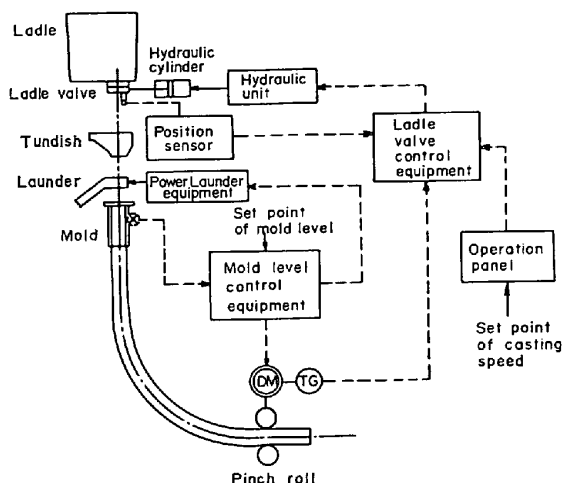 Ladle
Hydraulic
cylinder
Ladle valve
Hydraulic
unit
Ladle
valve
control
equipment
Position
sensor
Tundish
Launder
Power Launder
equipment
Set point
of mold level
Mold
Mold level
control
equipment
Operation
panel
Set point
of casting
speed
DM
TG
Pinch roll